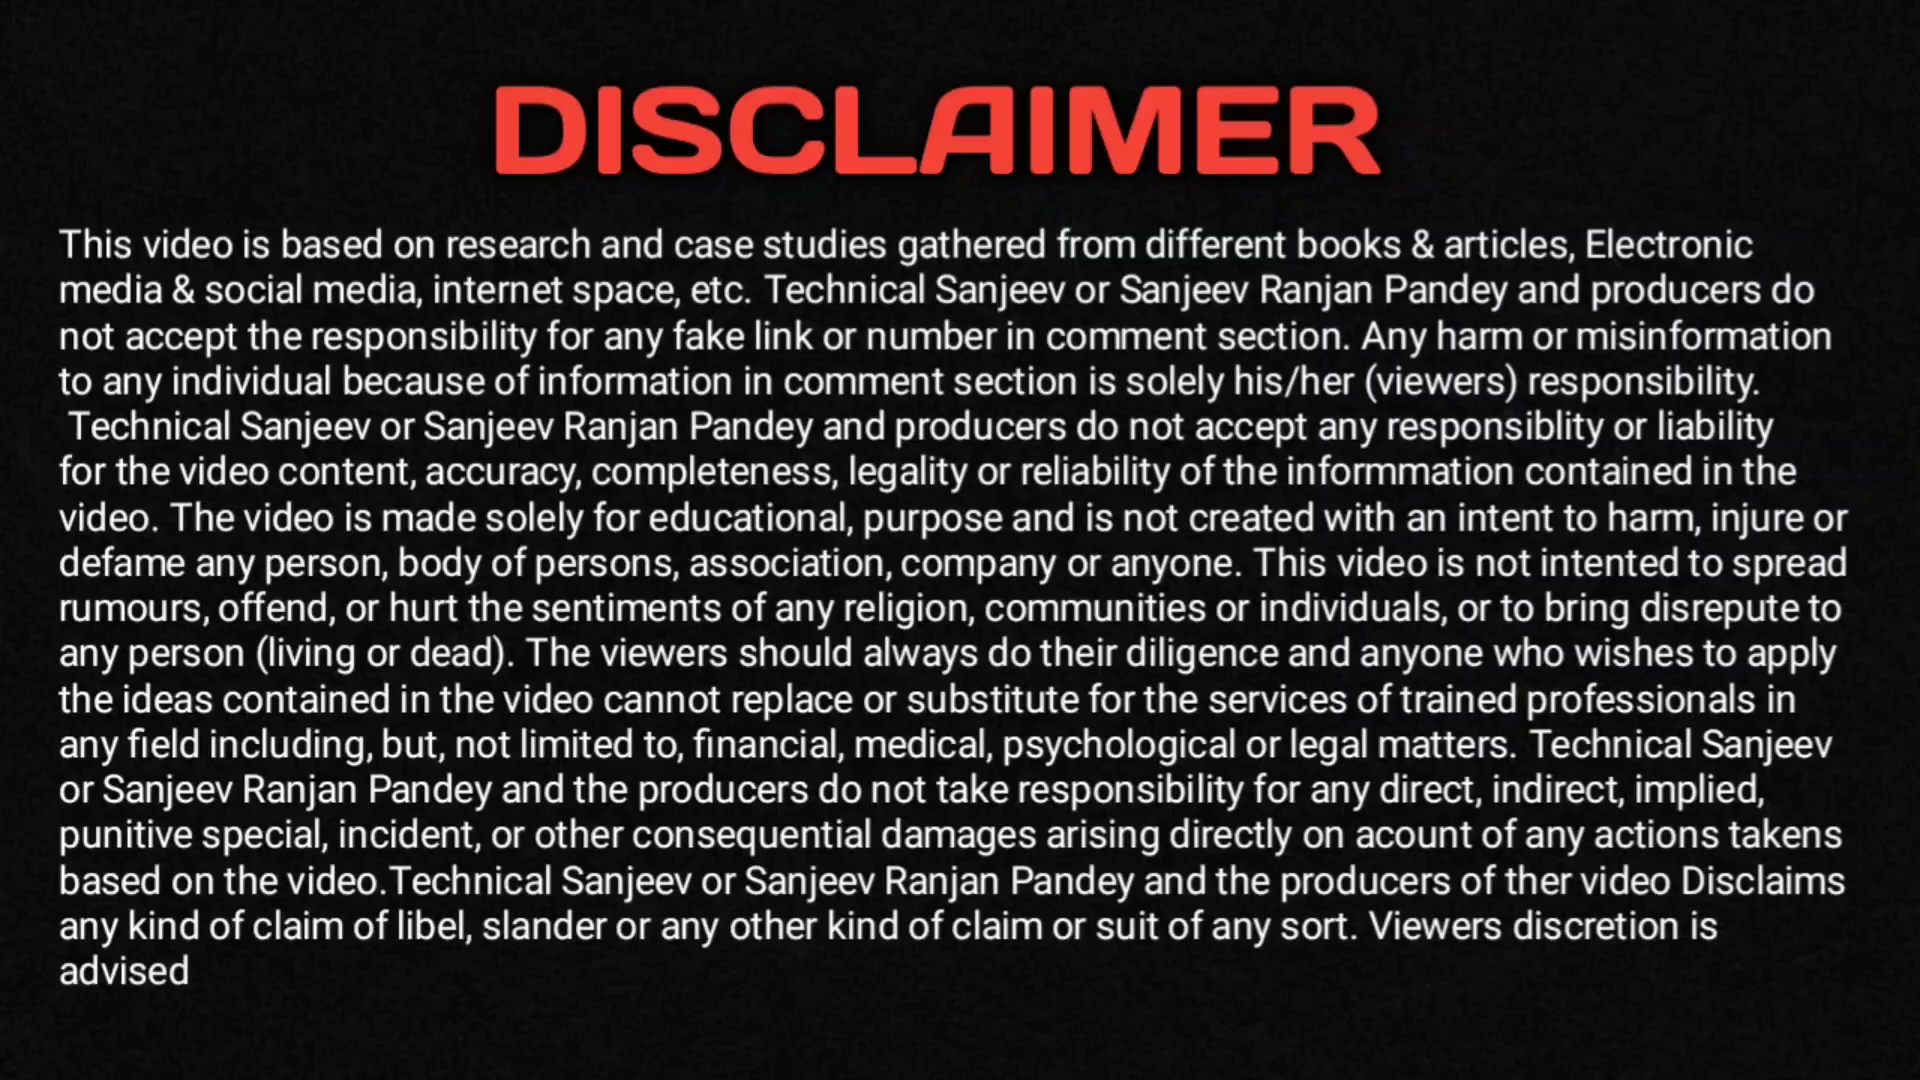 DISCLAIMER
This video is based on research and case studies gathered from different books & articles, Electronic
media & social media, internet space, etc. Technical Sanjeev or Sanjeev Ranjan Pandey and producers do
not accept the responsibility for any fake link or number in comment section. Any harm or misinformation
to any individual because of information in comment section is solely his/her (viewers) responsibility.
Technical Sanjeev or Sanjeev Ranjan Pandey and producers do not accept any responsiblity or liability
for the video content, accuracy, completeness, legality or reliability of the informmation contained in the
video. The video is made solely for educational, purpose and is not created with an intent to harm, injure or
defame any person, body of persons, association, company or anyone. This video is not intented to spread
rumours, offend, or hurt the sentiments of any religion, communities or individuals, or to bring disrepute to
any person (living or dead). The viewers should always do their diligence and anyone who wishes to apply
the ideas contained in the video cannot replace or substitute for the services of trained professionals in
any field including, but, not limited to, financial, medical, psychological or legal matters. Technical Sanjeev
or Sanjeev Ranjan Pandey and the producers do not take responsibility for any direct, indirect, implied,
punitive special, incident, or other consequential damages arising directly on acount of any actions takens
based on the video.Technical Sanjeev or Sanjeev Ranjan Pandey and the producers of ther video Disclaims
any kind of claim of libel, slander or any other kind of claim or suit of any sort. Viewers discretion is
advised